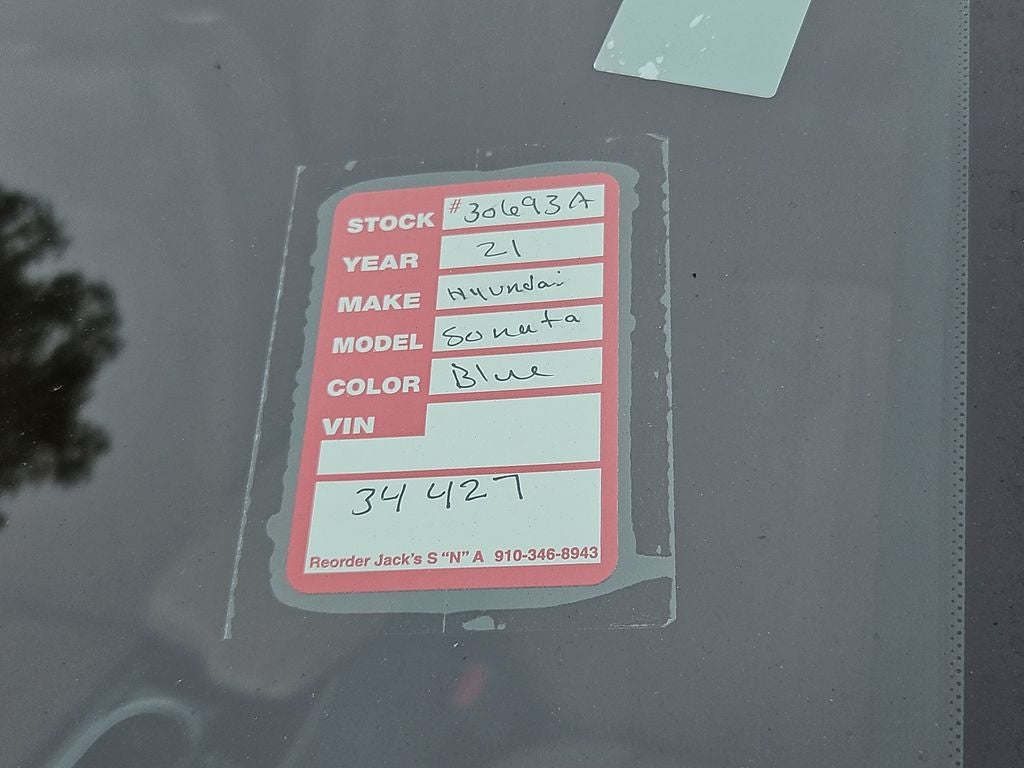 STOCK #30693A
YEAR 21
MAKE Hyundai
MODEL Sonata
COLOR Blue
VIN
34427
Reorder Jack's S "N" A 910-346-8943